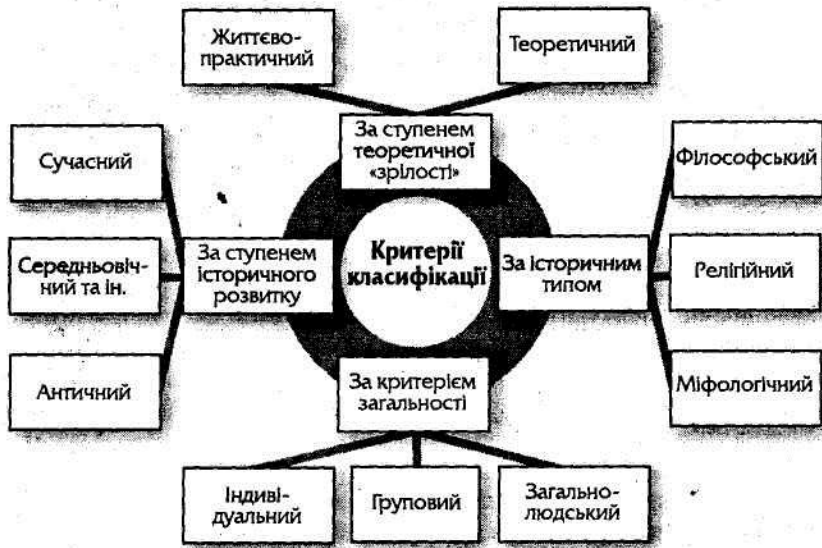 Життєво-
практичний
Теоретичний
За ступенем
теоретичної
«зрілості»
Сучасний
Середньовіч-
ний та ін.
Античний
За ступенем
історичного
розвитку
Критерії
класифікації
За історичним
типом
Філософський
Релігійний
Міфологічний
За критерієм
загальності
Індиві-
дуальний
Груповий
Загально-
людський